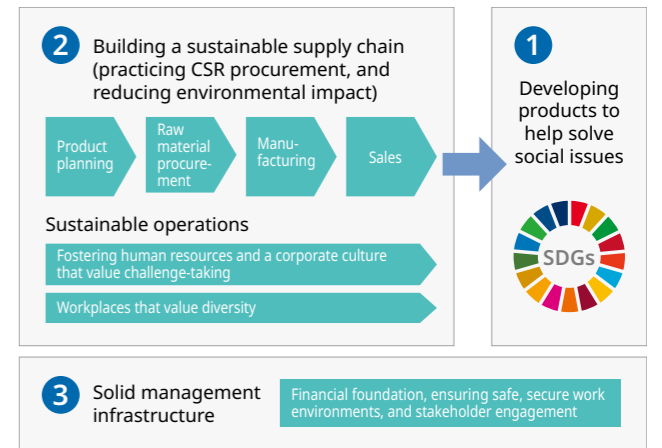 2
Building a sustainable supply chain
(practicing CSR procurement, and
reducing environmental impact)
Product
planning
Raw
material
procure-
ment
Manu-
facturing
Sales
Sustainable operations
Fostering human resources and a corporate culture
that value challenge-taking
Workplaces that value diversity
1
Developing
products to
help solve
social issues
SDGs
3
Solid management
infrastructure
Financial foundation, ensuring safe, secure work
environments, and stakeholder engagement